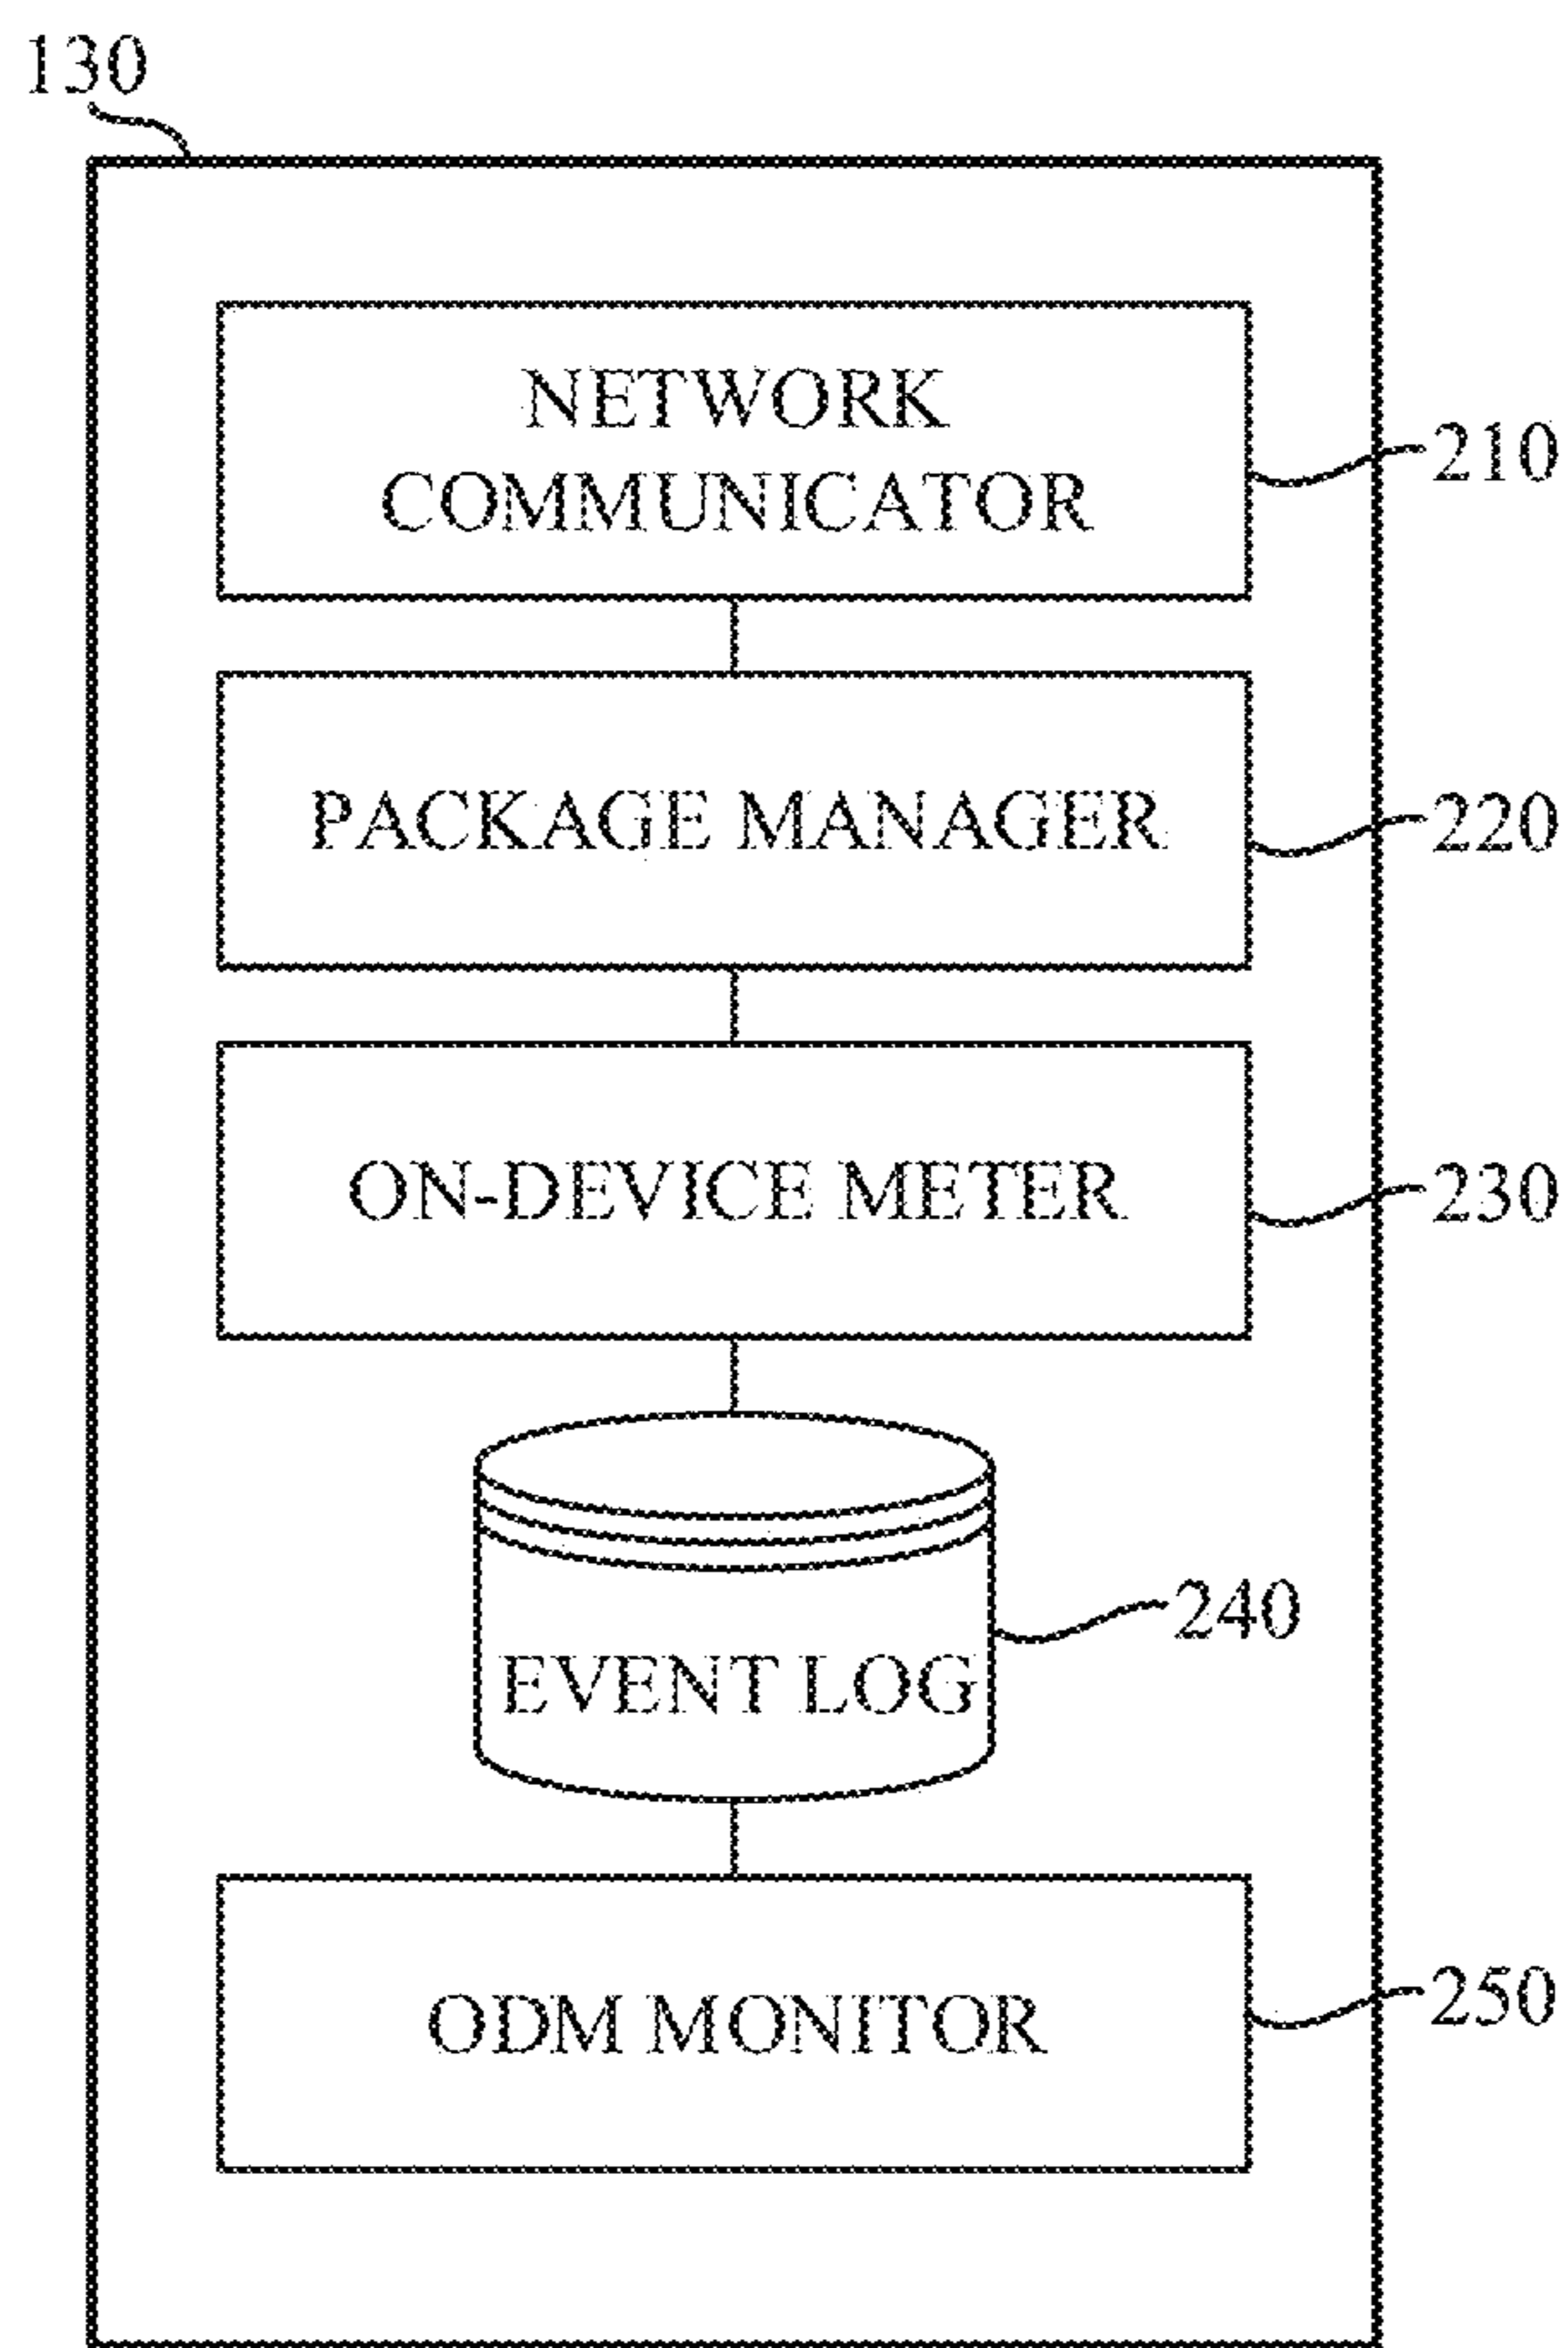 130
NETWORK
COMMUNICATOR
210
PACKAGE MANAGER
220
ON-DEVICE METER
230
240
EVENT LOG
ODM MONITOR
250